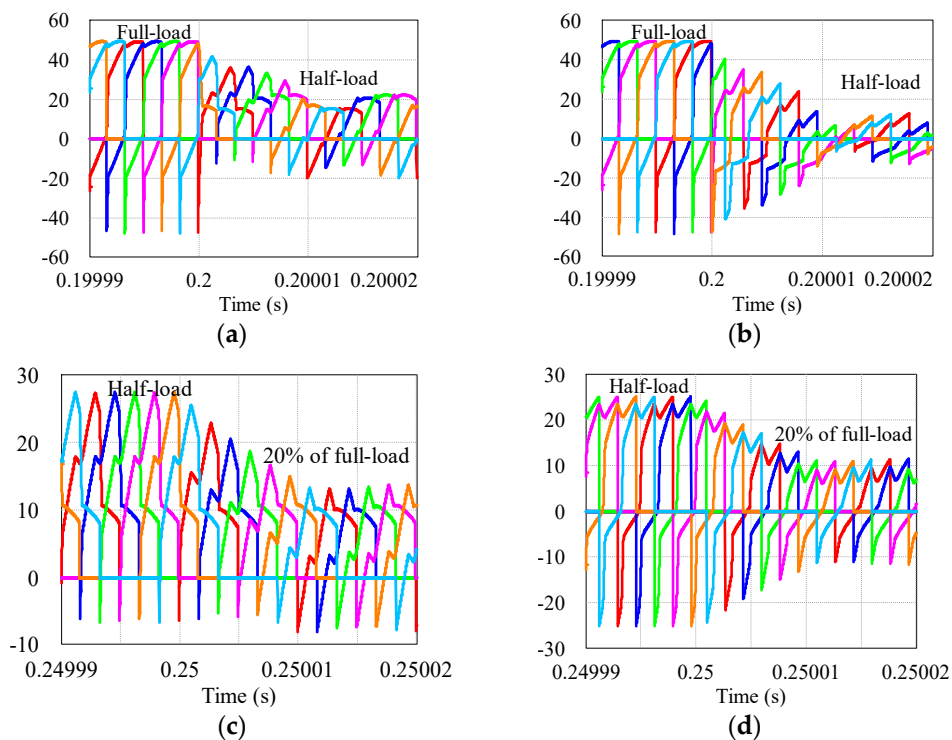 60
40
20
0
-20
-40
-60
Full-load
Half-load
0.19999
0.2
0.20001
0.20002
Time (s)
(a)
60
40
20
0
-20
-40
-60
Full-load
Half-load
0.19999
0.2
0.20001
0.20002
Time (s)
(b)
30
20
10
0
-10
Half-load
20% of full-load
0.24999
0.25
0.25001
0.25002
Time (s)
(c)
30
20
10
0
-10
-20
-30
Half-load
20% of full-load
0.24999
0.25
0.25001
0.25002
Time (s)
(d)